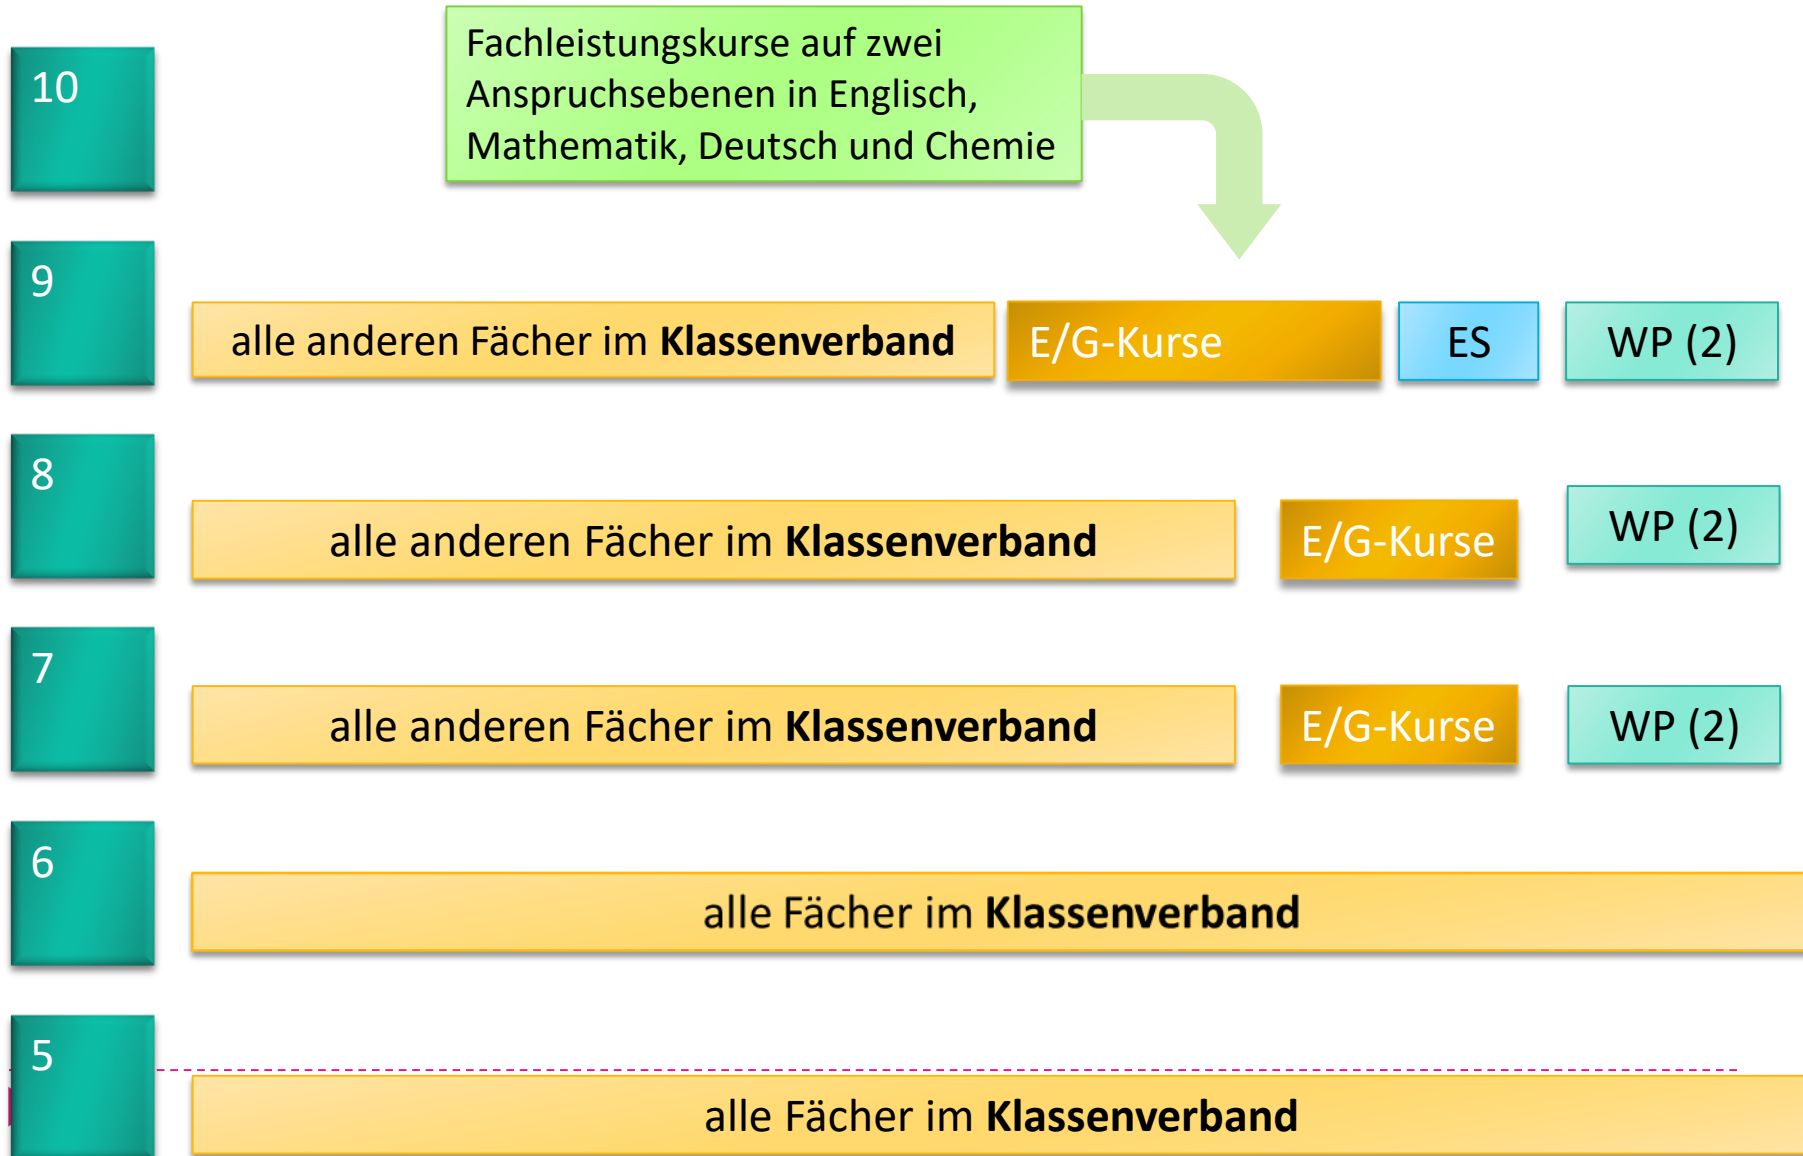 10
Fachleistungskurse auf zwei
Anspruchsebenen in Englisch,
Mathematik, Deutsch und Chemie
9
alle anderen Fächer im Klassenverband
E/G-Kurse
ES
WP (2)
8
alle anderen Fächer im Klassenverband
E/G-Kurse
WP (2)
7
alle anderen Fächer im Klassenverband
E/G-Kurse
WP (2)
6
alle Fächer im Klassenverband
5
alle Fächer im Klassenverband